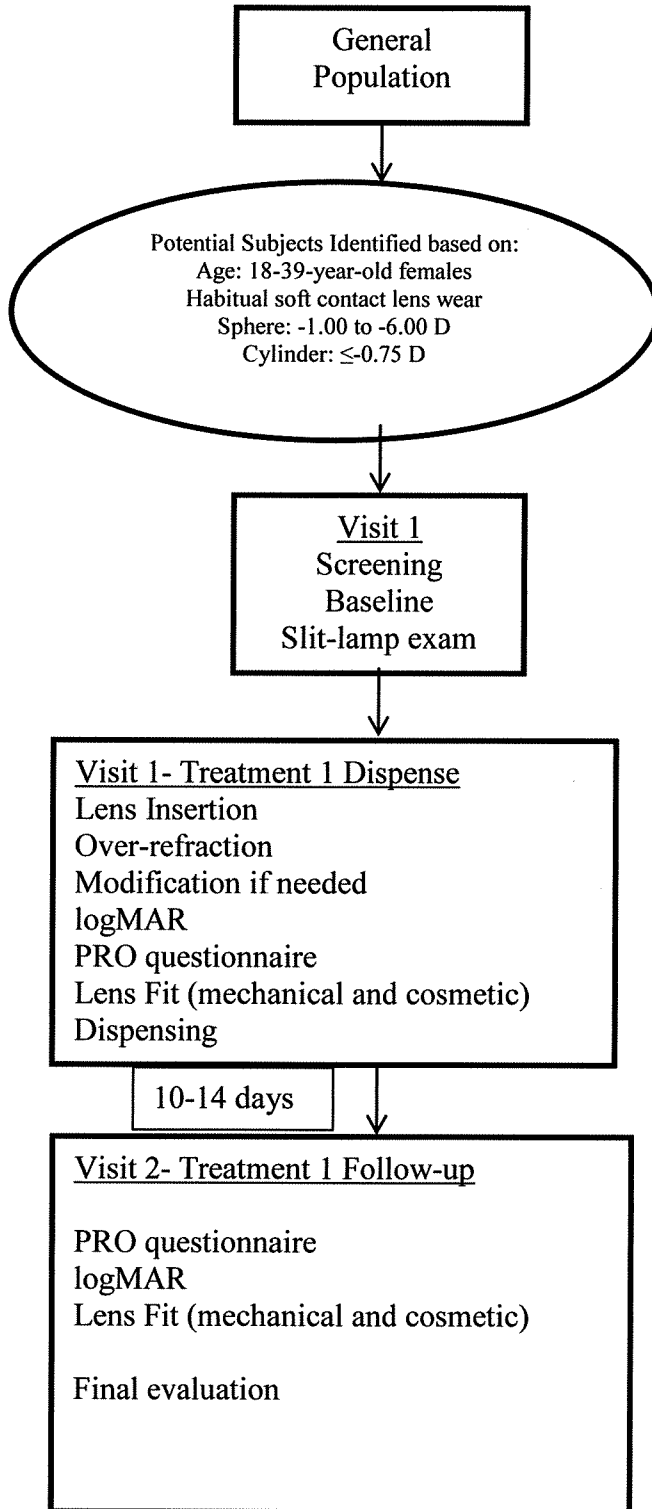 General
Population
Potential Subjects Identified based on:
Age: 18-39-year-old females
Habitual soft contact lens wear
Sphere: -1.00 to -6.00 D
Cylinder: ≤-0.75 D
Visit 1
Screening
Baseline
Slit-lamp exam
Visit 1- Treatment 1 Dispense
Lens Insertion
Over-refraction
Modification if needed
logMAR
PRO questionnaire
Lens Fit (mechanical and cosmetic)
Dispensing
10-14 days
Visit 2- Treatment 1 Follow-up
PRO questionnaire
logMAR
Lens Fit (mechanical and cosmetic)
Final evaluation